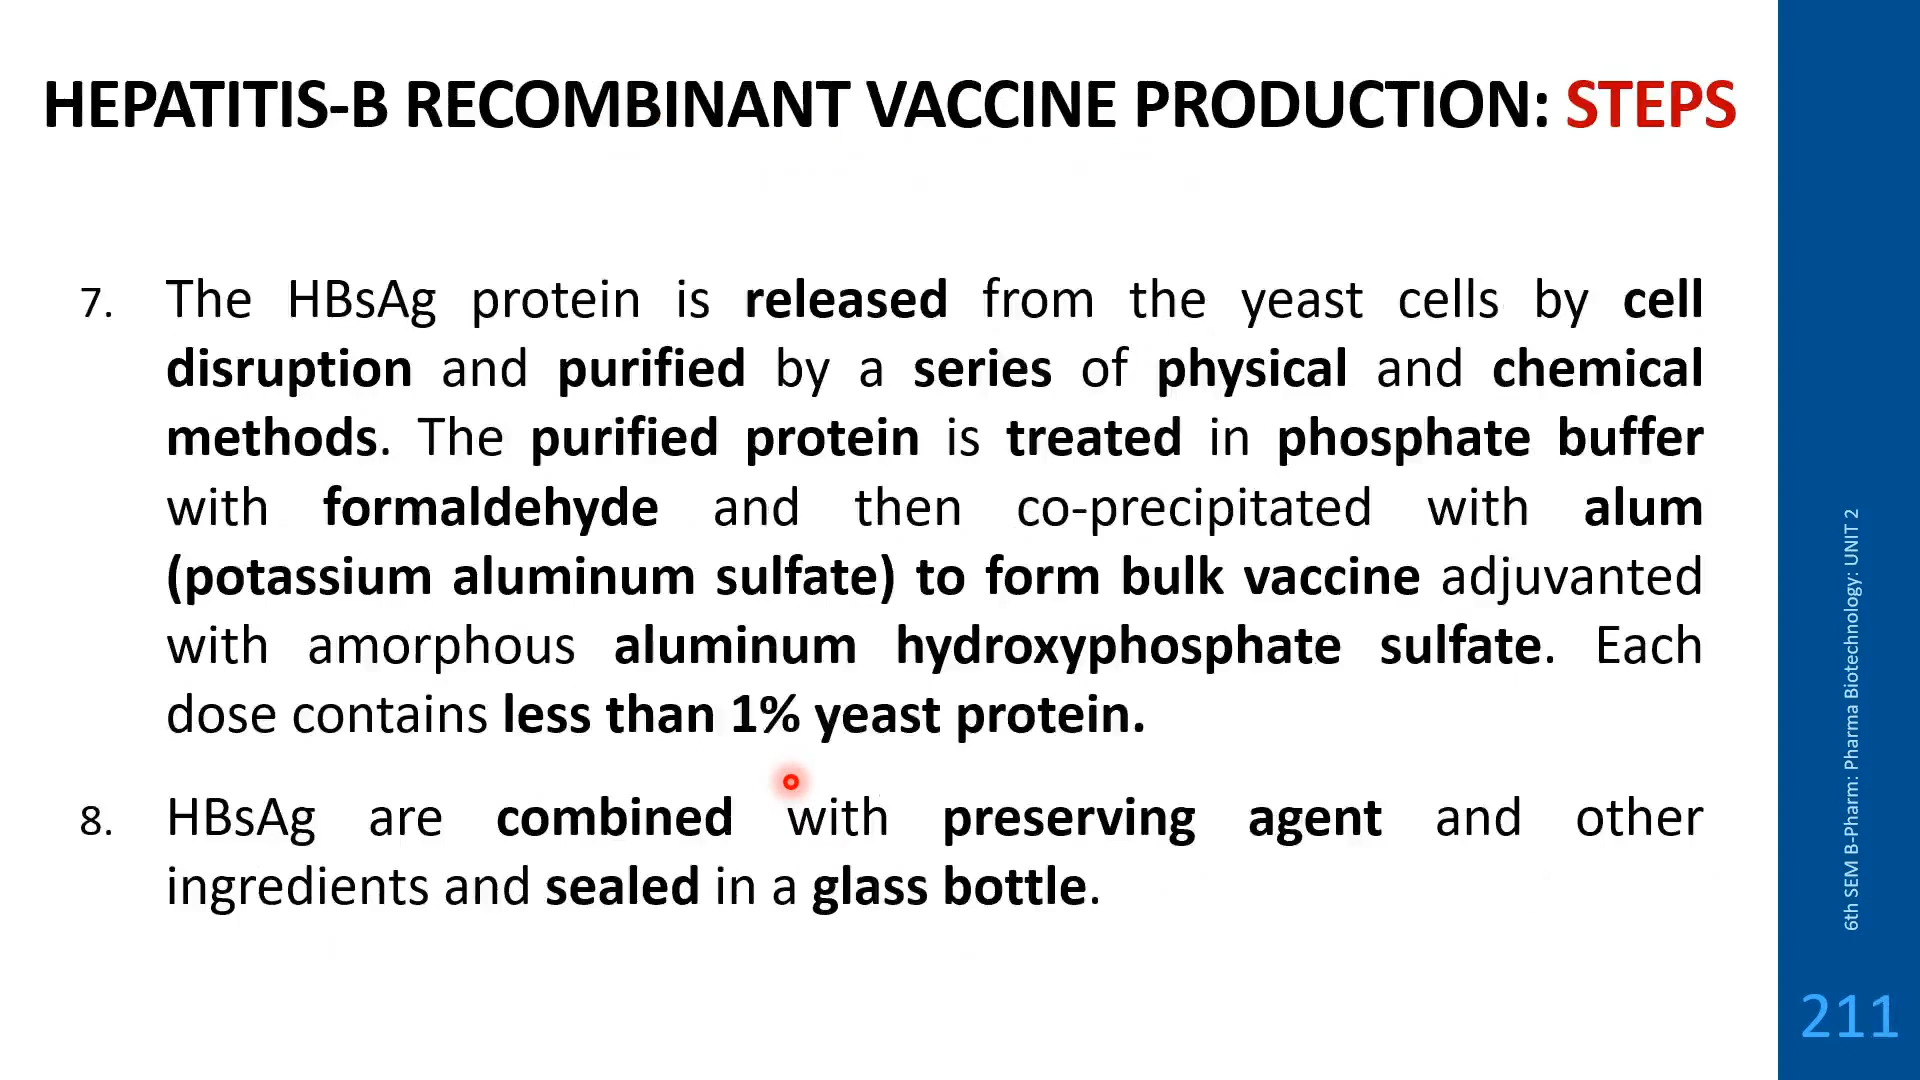 HEPATITIS-B RECOMBINANT VACCINE PRODUCTION: STEPS
7. The HBsAg protein is released from the yeast cells by cell
disruption and purified by a series of physical and chemical
methods. The purified protein is treated in phosphate buffer
with formaldehyde and then co-precipitated with alum
(potassium aluminum sulfate) to form bulk vaccine adjuvanted
with amorphous aluminum hydroxyphosphate sulfate. Each
dose contains less than 1% yeast protein.
8. HBsAg are combined with preserving agent and other
ingredients and sealed in a glass bottle.
6th SEM B-Pharm: Pharma Biotechnology: UNIT 2
211